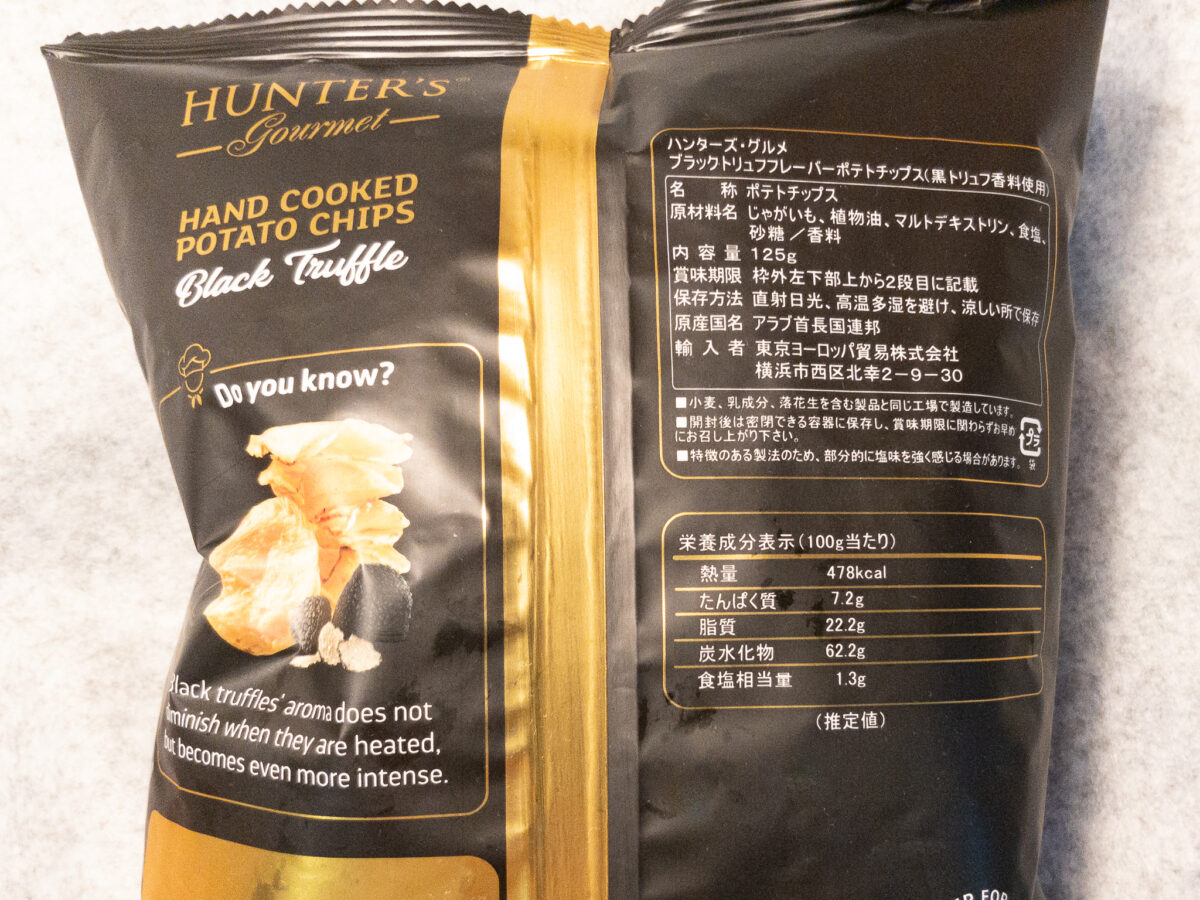 HUNTER'S
Gourmet
HAND COOKED
POTATO CHIPS
Black Truffle
Do you know?
Black truffles' aroma does not
diminish when they are heated,
but becomes even more intense.
ハンターズ・グルメ
ブラックトリュフフレーバーポテトチップス(黒トリュフ香料使用)
名 称 ポテトチップス
原材料名 じゃがいも、植物油、マルトデキストリン、食塩、
砂糖／香料
内容量 125g
賞味期限 枠外左下部上から2段目に記載
保存方法 直射日光、高温多湿を避け、涼しい所で保存
原産国名 アラブ首長国連邦
輸入者 東京ヨーロッパ貿易株式会社
横浜市西区北幸2-9-30
■小麦、乳成分、落花生を含む製品と同じ工場で製造しています。
■開封後は密閉できる容器に保存し、賞味期限に関わらずお早め
にお召し上がり下さい。
■特徴のある製法のため、部分的に塩味を強く感じる場合があります。
プラ
袋
栄養成分表示(100g当たり)
熱量 478kcal
たんぱく質 7.2g
脂質 22.2g
炭水化物 62.2g
食塩相当量 1.3g
(推定値)
FOR